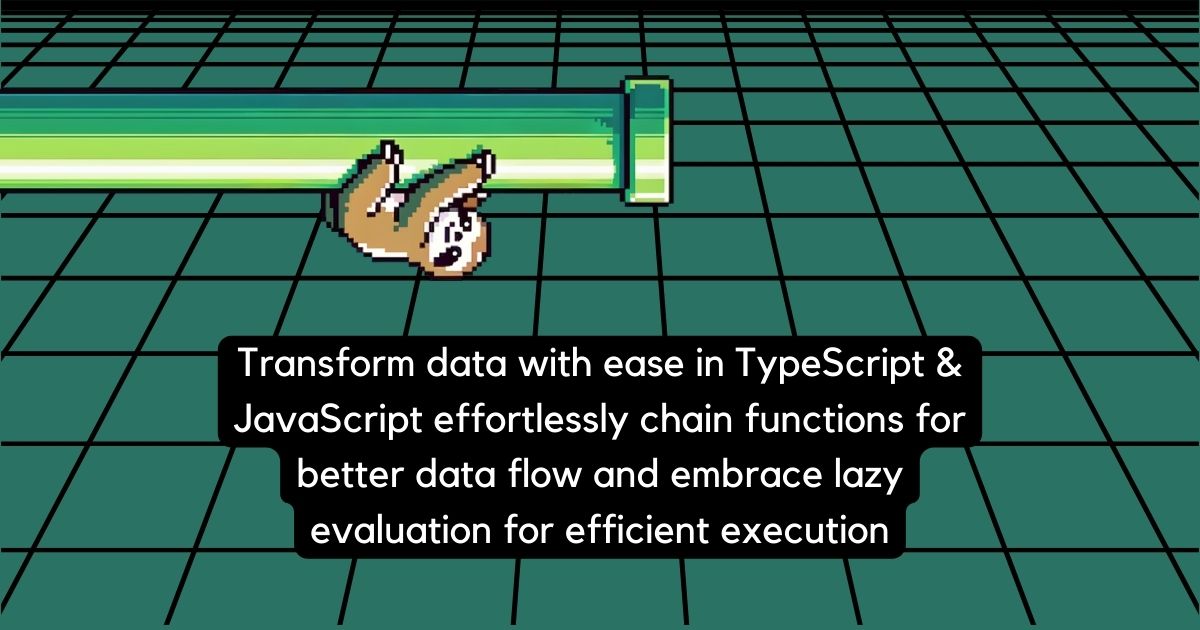 Transform data with ease in TypeScript &
JavaScript effortlessly chain functions for
better data flow and embrace lazy
evaluation for efficient execution